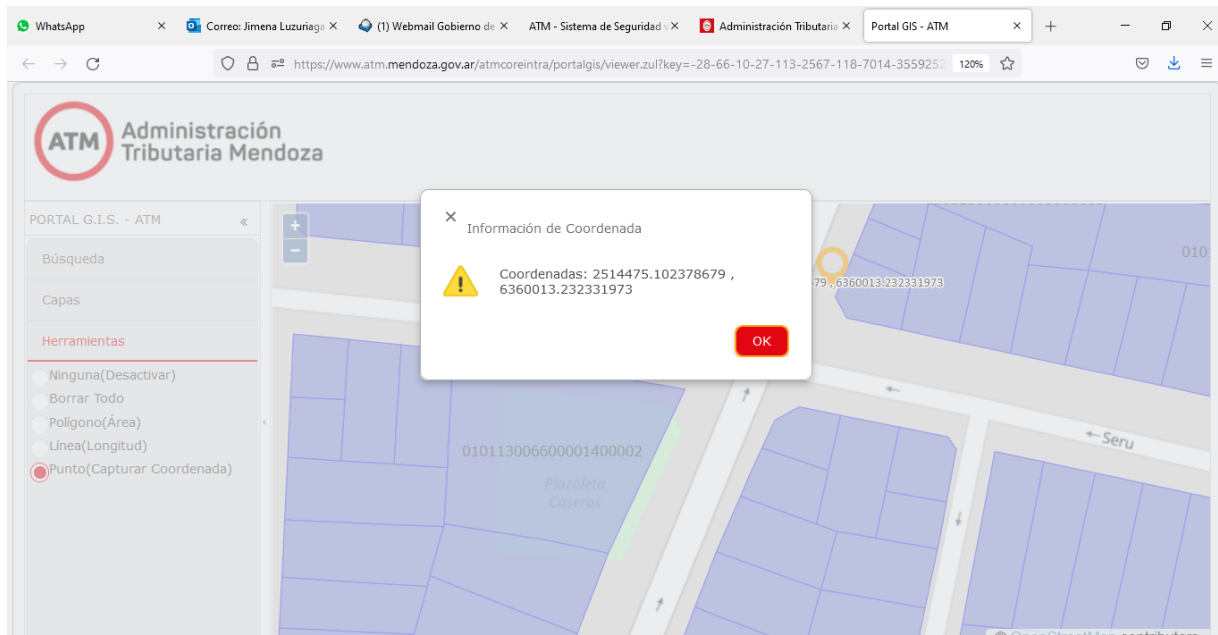 WhatsApp
Correo: Jimena Luzuriaga
(1) Webmail Gobierno de
ATM - Sistema de Seguridad
Administración Tributaria
Portal GIS - ATM
https://www.atm.mendoza.gov.ar/atmcoreintra/portalgis/viewer.zul?key=-28-66-10-27-113-2567-118-7014-3559252
120%
ATM
Administración
Tributaria Mendoza
PORTAL G.I.S. - ATM «
Búsqueda
Capas
Herramientas
Ninguna(Desactivar)
Borrar Todo
Polígono(Área)
Línea(Longitud)
Punto(Capturar Coordenada)
+
-
Información de Coordenada
Coordenadas: 2514475.102378679 ,
6360013.232331973
OK
79 , 6360013.232331973
010
Seru
010113006600001400002
Plazoleta
Caseros
OpenStreetMap contributors